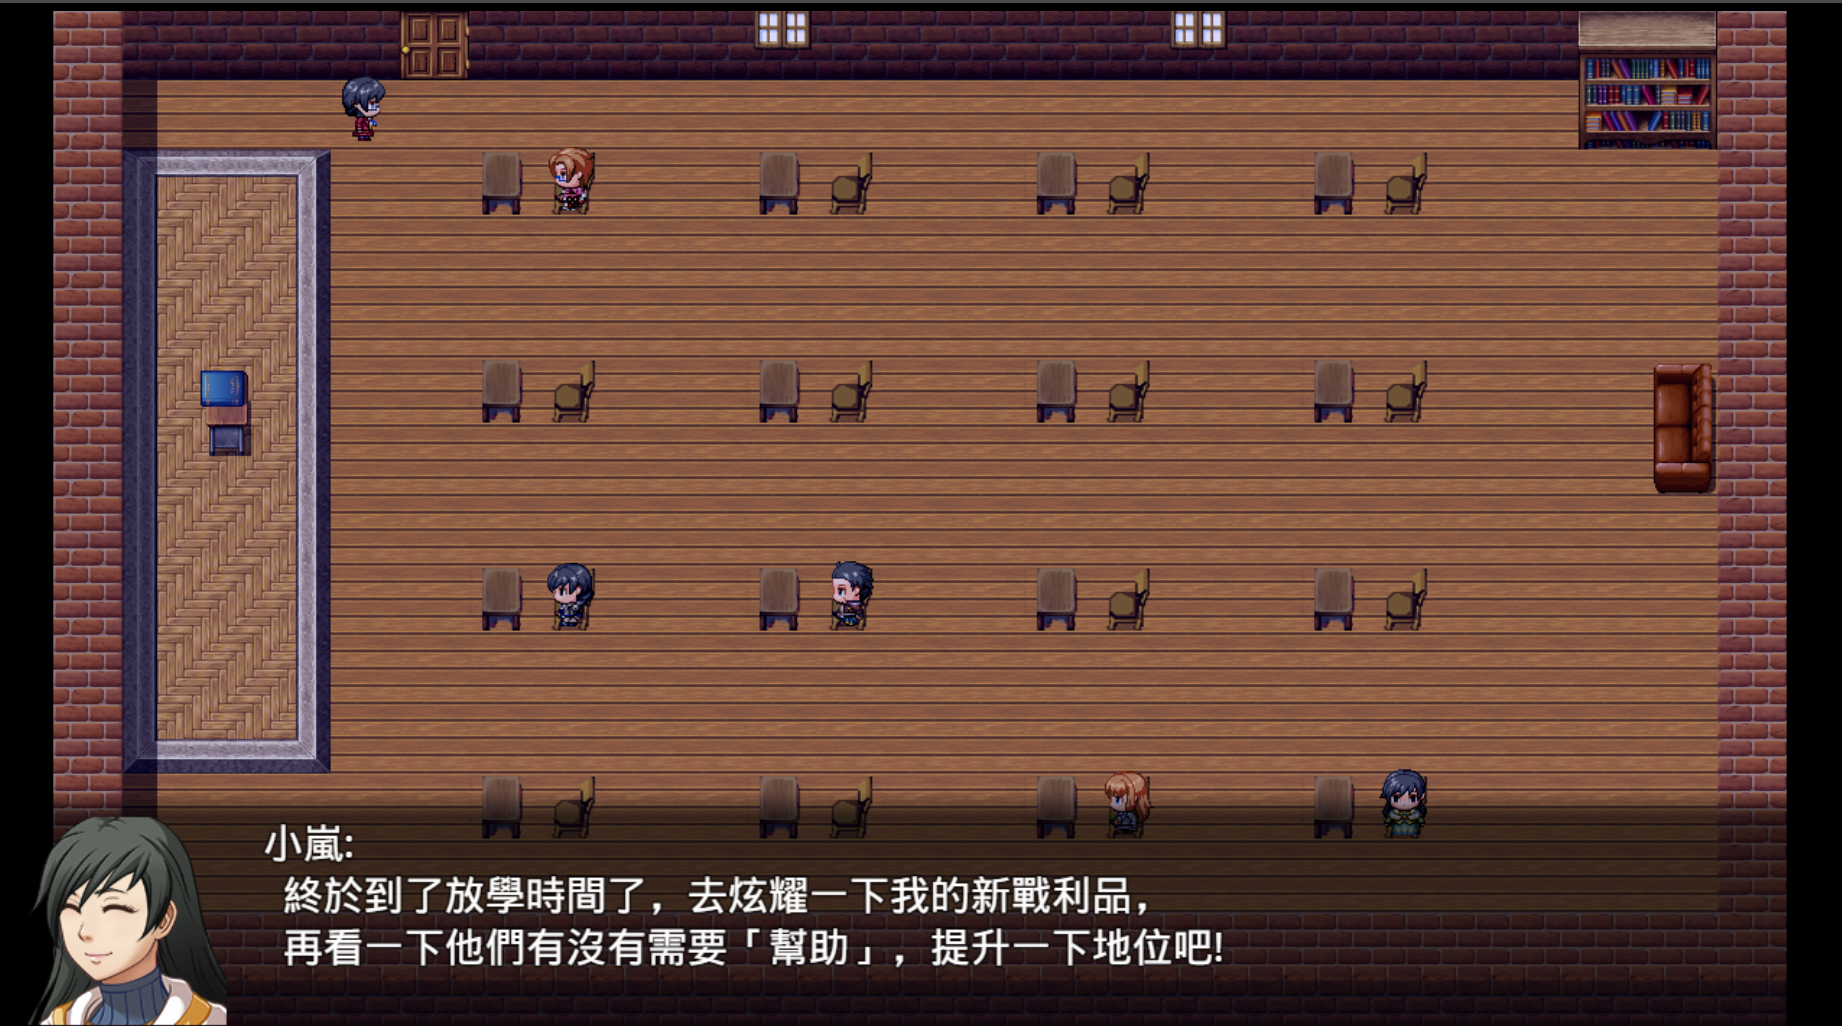 小嵐:
終於到了放學時間了，去炫耀一下我的新戰利品，
再看一下他們有沒有需要「幫助」，提升一下地位吧!